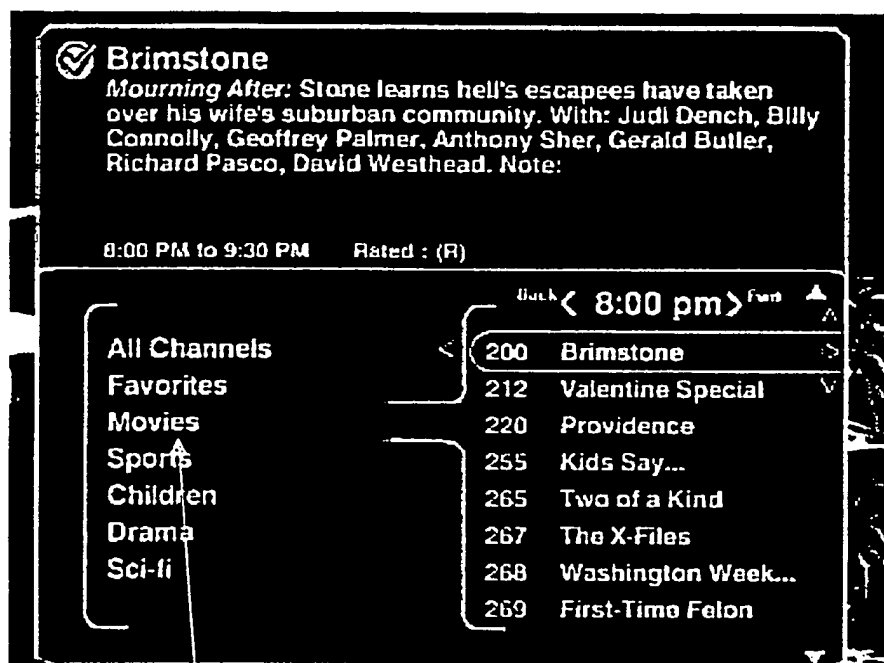 Brimstone
Mourning After: Stone learns hell's escapees have taken
over his wife's suburban community. With: Judi Dench, Billy
Connolly, Geoffrey Palmer, Anthony Sher, Gerald Butler,
Richard Pasco, David Westhead. Note:
8:00 PM to 9:30 PM Rated : (R)
Back < 8:00 pm > Fwd
All Channels
Favorites
Movies
Sports
Children
Drama
Sci-fi
200 Brimstone
212 Valentine Special
220 Providence
255 Kids Say...
265 Two of a Kind
267 The X-Files
268 Washington Week...
269 First-Time Felon